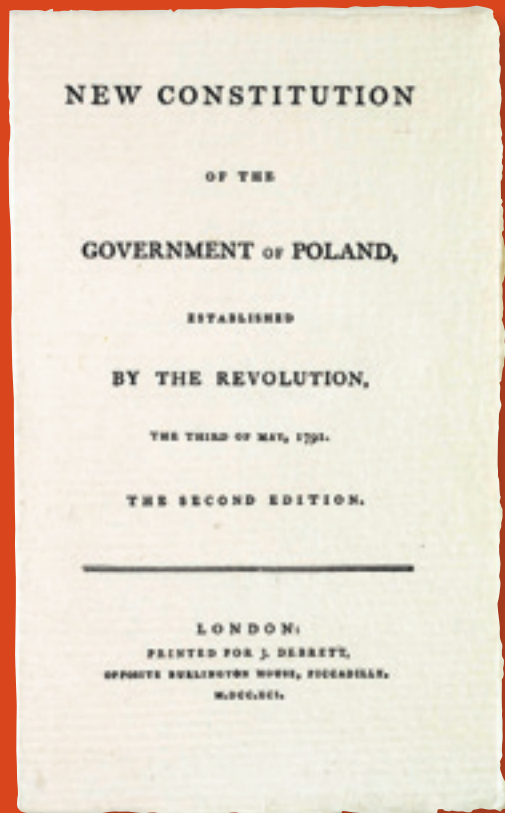 NEW CONSTITUTION
OF THE
GOVERNMENT OF POLAND,
ESTABLISHED
BY THE REVOLUTION,
THE THIRD OF MAY, 1791.
THE SECOND EDITION.
LONDON:
PRINTED FOR J. DEBRETT,
OPPOSITE BURLINGTON HOUSE, PICCADILLY.
M.DCC.XCI.